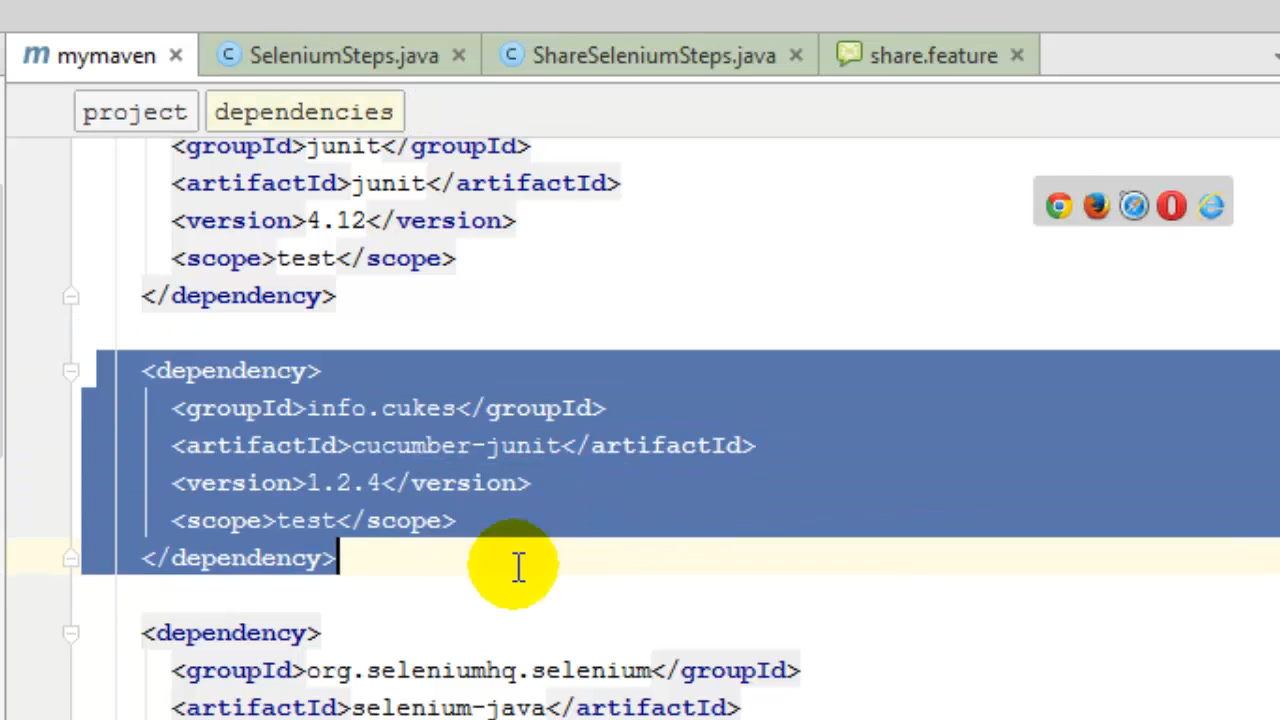 mymaven SeleniumSteps.java ShareSeleniumSteps.java share.feature
project dependencies
<groupId>junit</groupId>
<artifactId>junit</artifactId>
<version>4.12</version>
<scope>test</scope>
</dependency>
<dependency>
<groupId>info.cukes</groupId>
<artifactId>cucumber-junit</artifactId>
<version>1.2.4</version>
<scope>test</scope>
</dependency>
<dependency>
<groupId>org.seleniumhq.selenium</groupId>
<artifactId>selenium-java</artifactId>